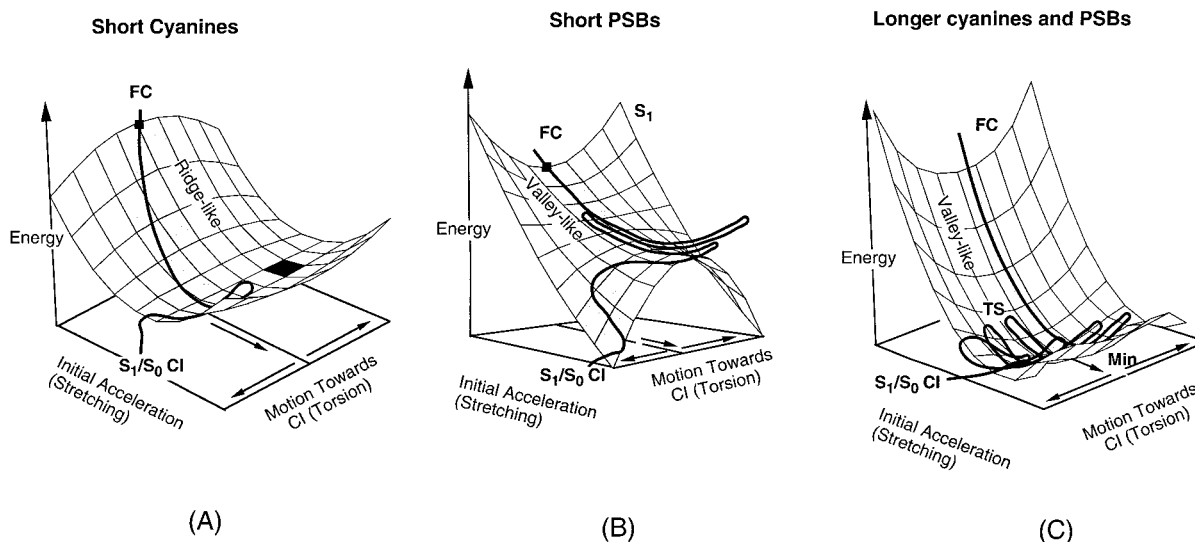 Short Cyanines
FC
Ridge-like
Energy
S1/S0 CI
Initial Acceleration
(Stretching)
Motion Towards
CI (Torsion)
(A)
Short PSBs
S1
FC
Valley-like
Energy
S1/S0 CI
Initial Acceleration
(Stretching)
Motion Towards
CI (Torsion)
(B)
Longer cyanines and PSBs
FC
Valley-like
Energy
TS
Min
S1/S0 CI
Initial Acceleration
(Stretching)
Motion Towards
CI (Torsion)
(C)